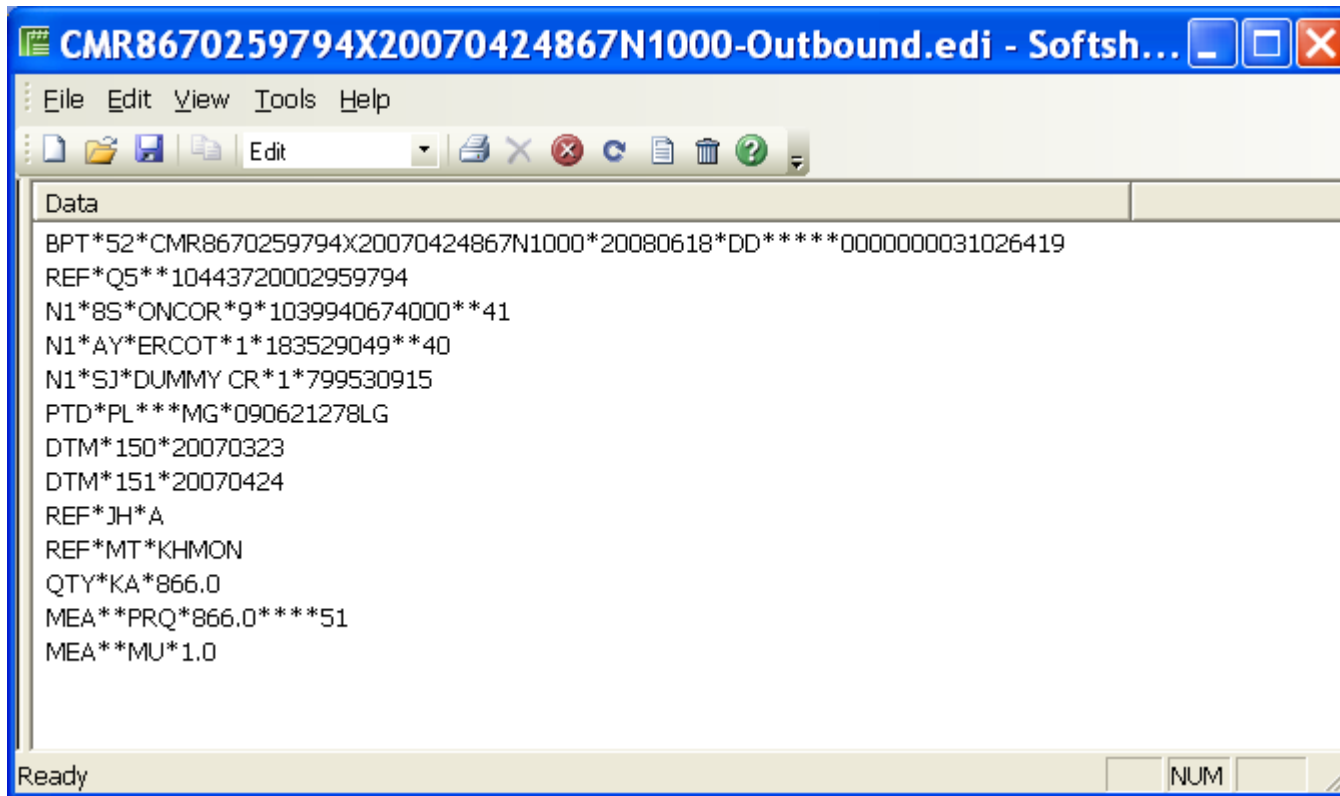 CMR8670259794X20070424867N1000-Outbound.edi - Softsh...
File Edit View Tools Help
Edit
Data
BPT*52*CMR8670259794X20070424867N1000*20080618*DD*****0000000031026419
REF*Q5**10443720002959794
N1*8S*ONCOR*9*1039940674000**41
N1*AY*ERCOT*1*183529049**40
N1*SJ*DUMMY CR*1*799530915
PTD*PL***MG*090621278LG
DTM*150*20070323
DTM*151*20070424
REF*JH*A
REF*MT*KHMON
QTY*KA*866.0
MEA**PRQ*866.0****51
MEA**MU*1.0
Ready NUM